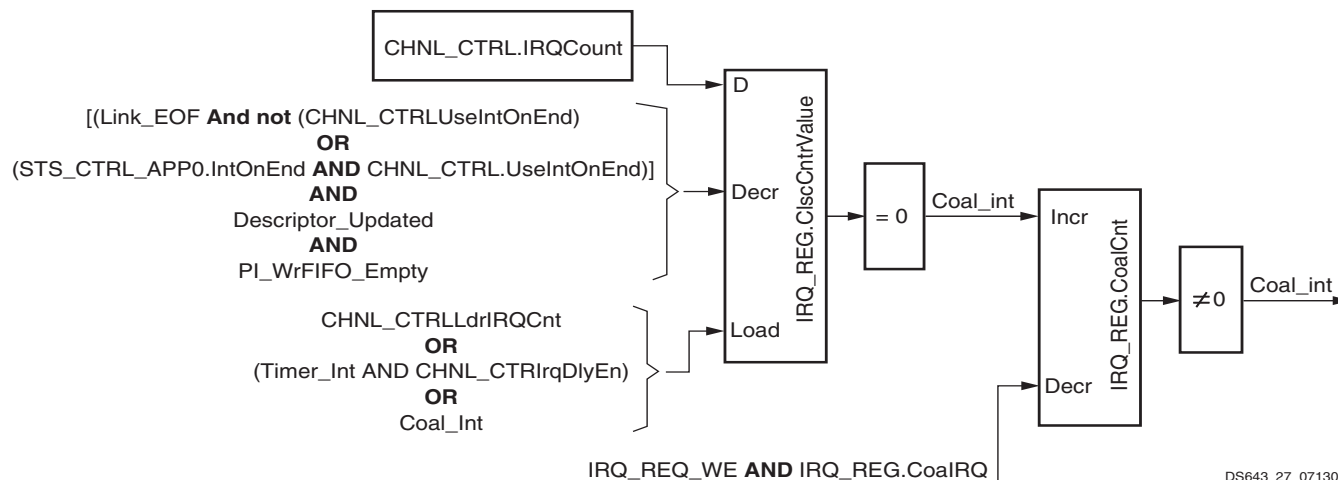 CHNL_CTRL.IRQCount
[(Link_EOF And not (CHNL_CTRLUseIntOnEnd)
OR
(STS_CTRL_APP0.IntOnEnd AND CHNL_CTRL.UseIntOnEnd)]
AND
Descriptor_Updated
AND
PI_WrFIFO_Empty
CHNL_CTRLLdrIRQCnt
OR
(Timer_Int AND CHNL_CTRIrqDlyEn)
OR
Coal_Int
D
Decr
Load
IRQ_REG.ClscCntrValue
= 0
Coal_int
Incr
Decr
IRQ_REG.CoalCnt
≠0
Coal_int
IRQ_REQ_WE AND IRQ_REG.CoalRQ
DS643_27_07130